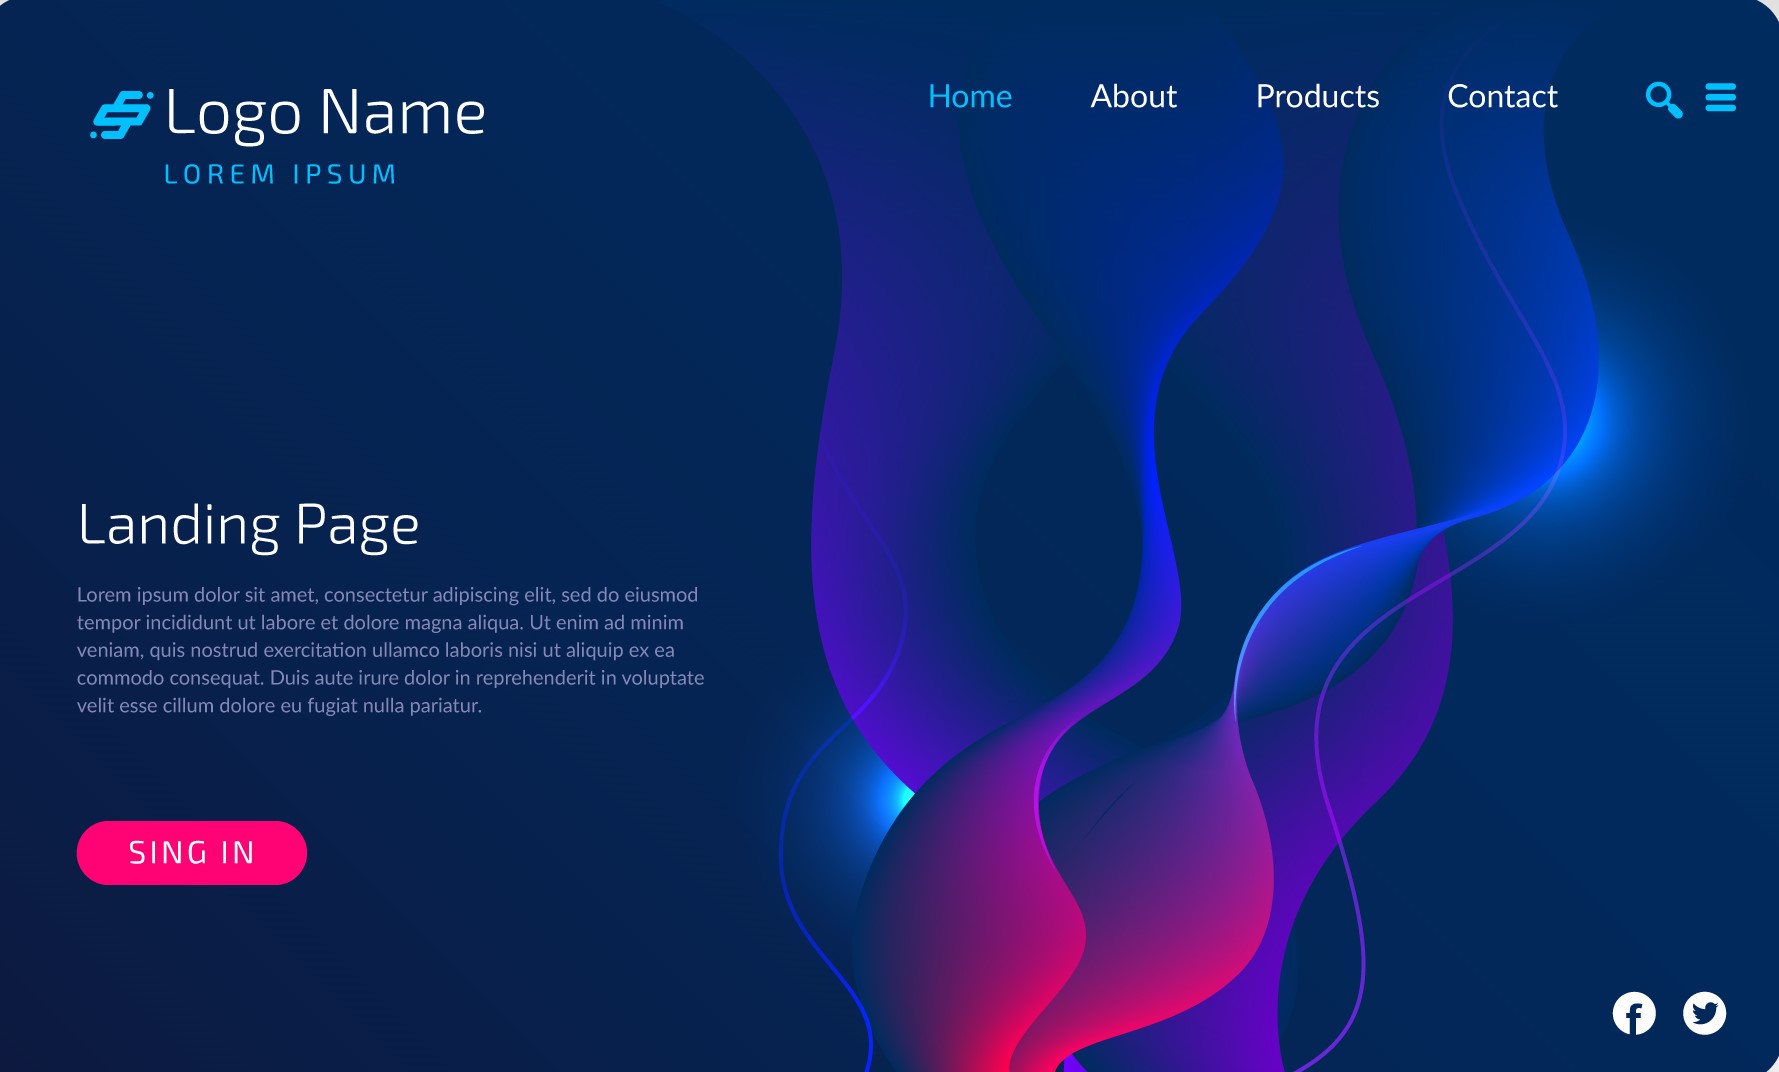 Logo Name
LOREM IPSUM
Home About Products Contact
Landing Page
Lorem ipsum dolor sit amet, consectetur adipiscing elit, sed do eiusmod
tempor incididunt ut labore et dolore magna aliqua. Ut enim ad minim
veniam, quis nostrud exercitation ullamco laboris nisi ut aliquip ex ea
commodo consequat. Duis aute irure dolor in reprehenderit in voluptate
velit esse cillum dolore eu fugiat nulla pariatur.
SING IN